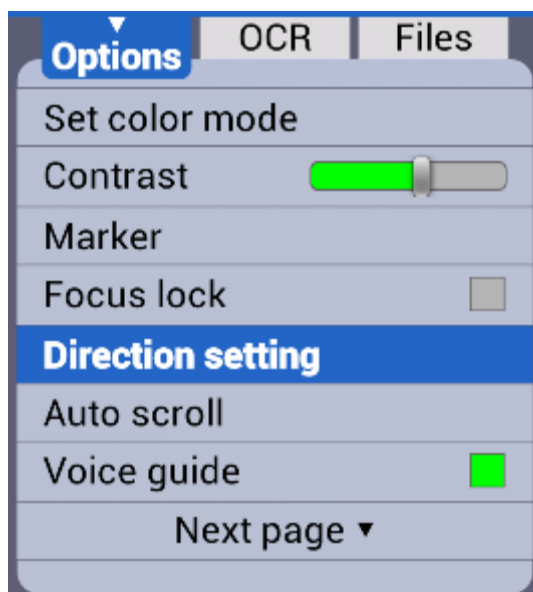 Options OCR Files
Set color mode
Contrast
Marker
Focus lock
Direction setting
Auto scroll
Voice guide
Next page ▼